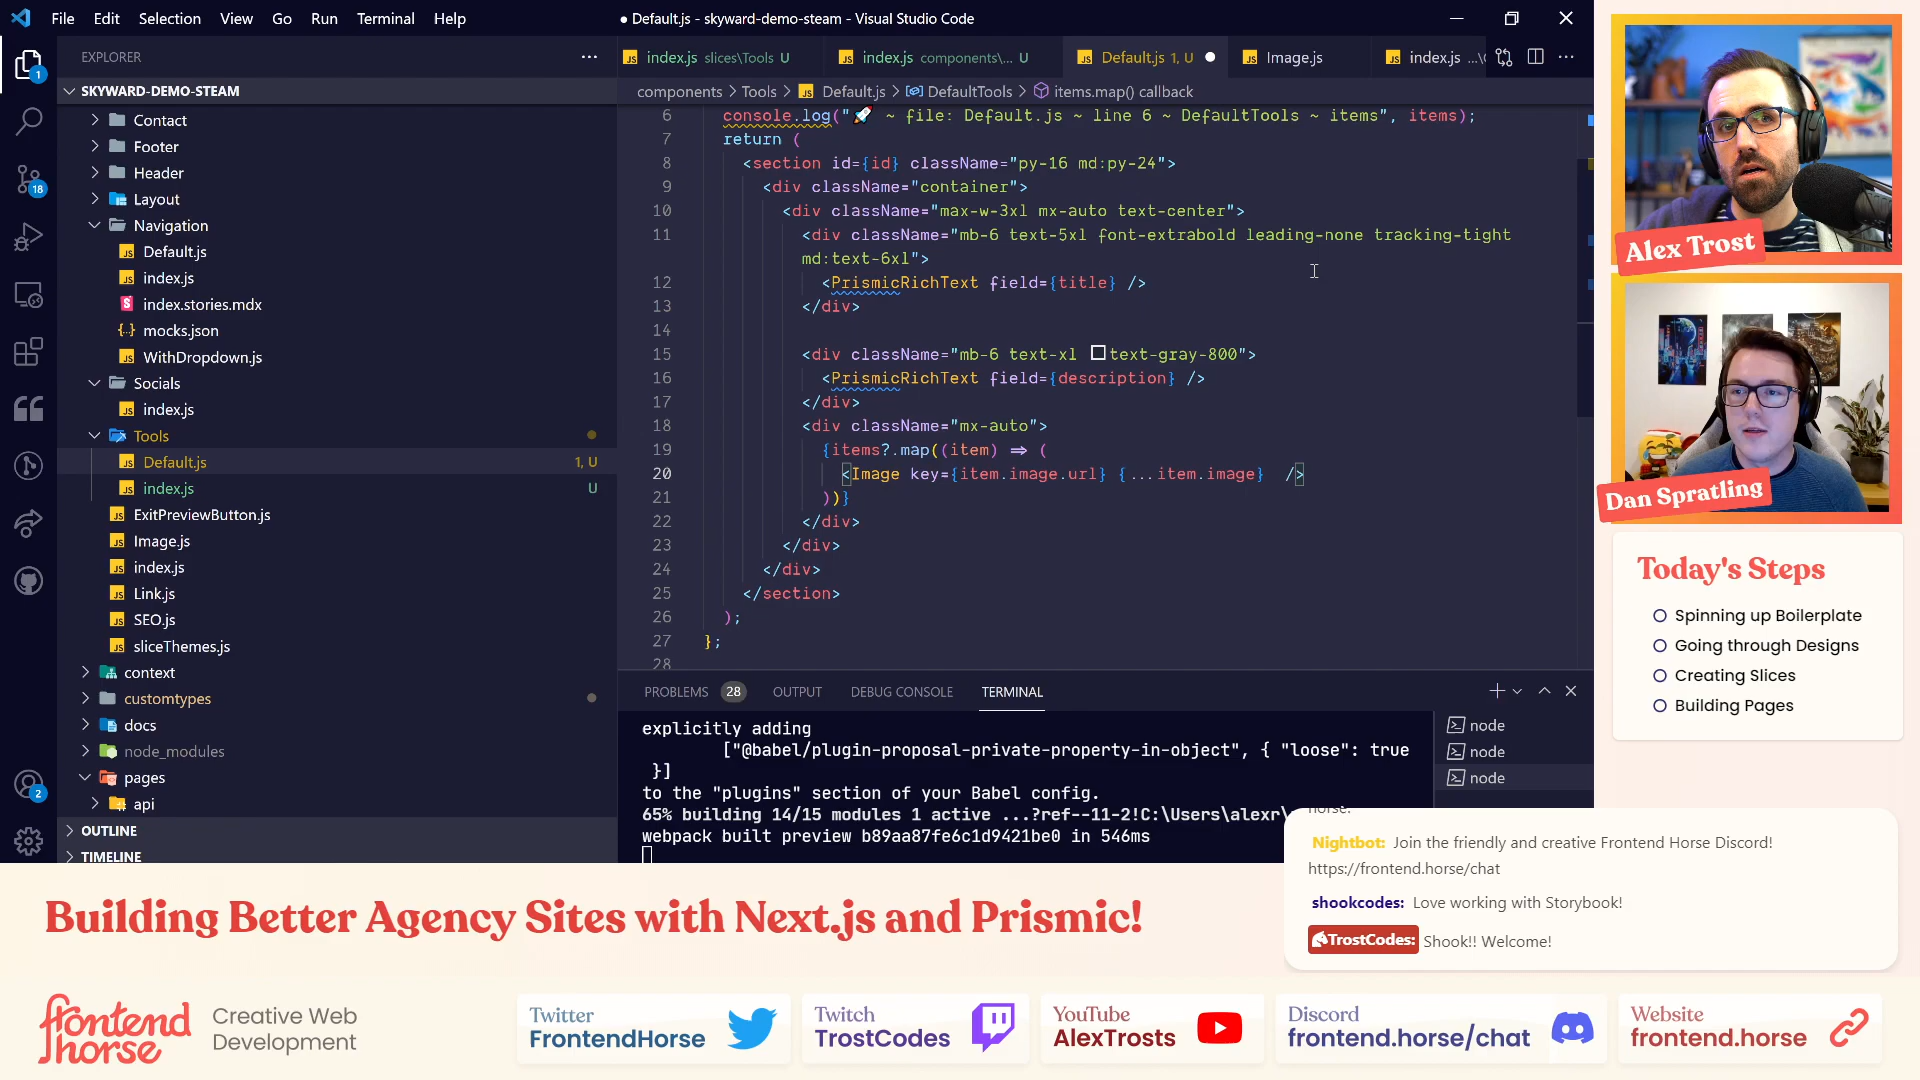 File Edit Selection View Go Run Terminal Help
● Default.js - skyward-demo-steam - Visual Studio Code
EXPLORER
SKYWARD-DEMO-STEAM
Contact
Footer
Header
Layout
Navigation
Default.js
index.js
index.stories.mdx
mocks.json
WithDropdown.js
Socials
index.js
Tools
Default.js 1, U
index.js U
ExitPreviewButton.js
Image.js
index.js
Link.js
SEO.js
sliceThemes.js
context
customtypes
docs
node_modules
pages
api
OUTLINE
TIMELINE
1
18
2
index.js slices\Tools U
index.js components\... U
Default.js 1, U
Image.js
index.js
components > Tools > Default.js > DefaultTools > items.map() callback
6 console.log("🚀 ~ file: Default.js ~ line 6 ~ DefaultTools ~ items", items);
7 return (
8 <section id={id} className="py-16 md:py-24">
9 <div className="container">
10 <div className="max-w-3xl mx-auto text-center">
11 <div className="mb-6 text-5xl font-extrabold leading-none tracking-tight
md:text-6xl">
12 <PrismicRichText field={title} />
13 </div>
14
15 <div className="mb-6 text-xl text-gray-800">
16 <PrismicRichText field={description} />
17 </div>
18 <div className="mx-auto">
19 {items?.map((item) => (
20 <Image key={item.image.url} {...item.image} />
21 ))}
22 </div>
23 </div>
24 </div>
25 </section>
26 );
27 };
28
PROBLEMS 28 OUTPUT DEBUG CONSOLE TERMINAL
explicitly adding
["@babel/plugin-proposal-private-property-in-object", { "loose": true
}]
to the "plugins" section of your Babel config.
65% building 14/15 modules 1 active ...?ref--11-2!C:\Users\alexr\
webpack built preview b89aa87fe6c1d9421be0 in 546ms
node
node
node
Alex Trost
Dan Spratling
Today's Steps
Spinning up Boilerplate
Going through Designs
Creating Slices
Building Pages
horse.
Nightbot: Join the friendly and creative Frontend Horse Discord!
https://frontend.horse/chat
shookcodes: Love working with Storybook!
TrostCodes: Shook!! Welcome!
Building Better Agency Sites with Next.js and Prismic!
frontend
horse
Creative Web
Development
Twitter
FrontendHorse
Twitch
TrostCodes
YouTube
AlexTrosts
Discord
frontend.horse/chat
Website
frontend.horse